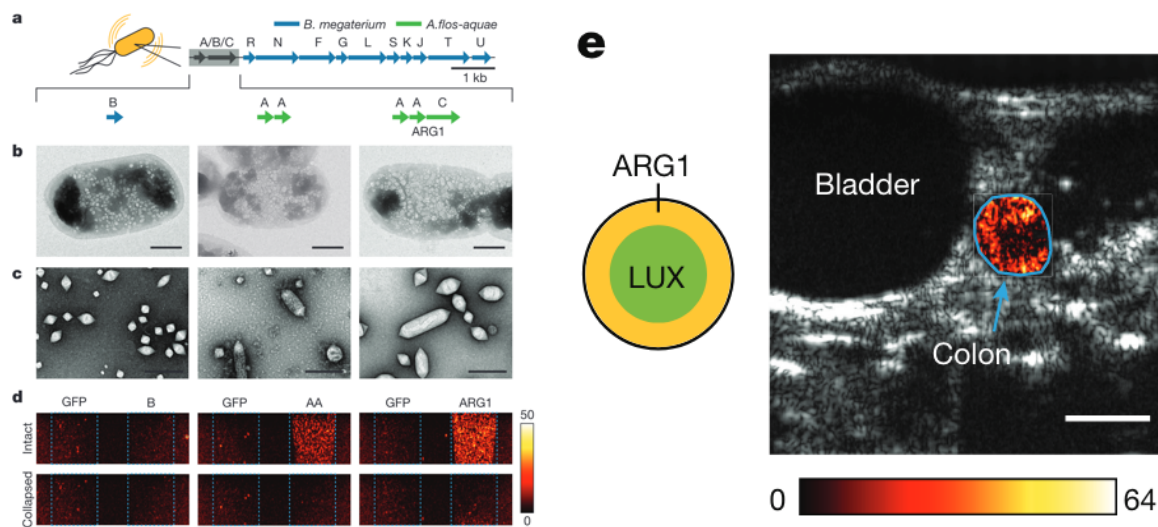 a
B. megaterium A.flos-aquae
A/B/C R N F G L S K J T U
1 kb
B A A A A C
ARG1
b
c
d
GFP B GFP AA GFP ARG1
Intact
50
Collapsed
0
e
ARG1
LUX
Bladder
Colon
0 64